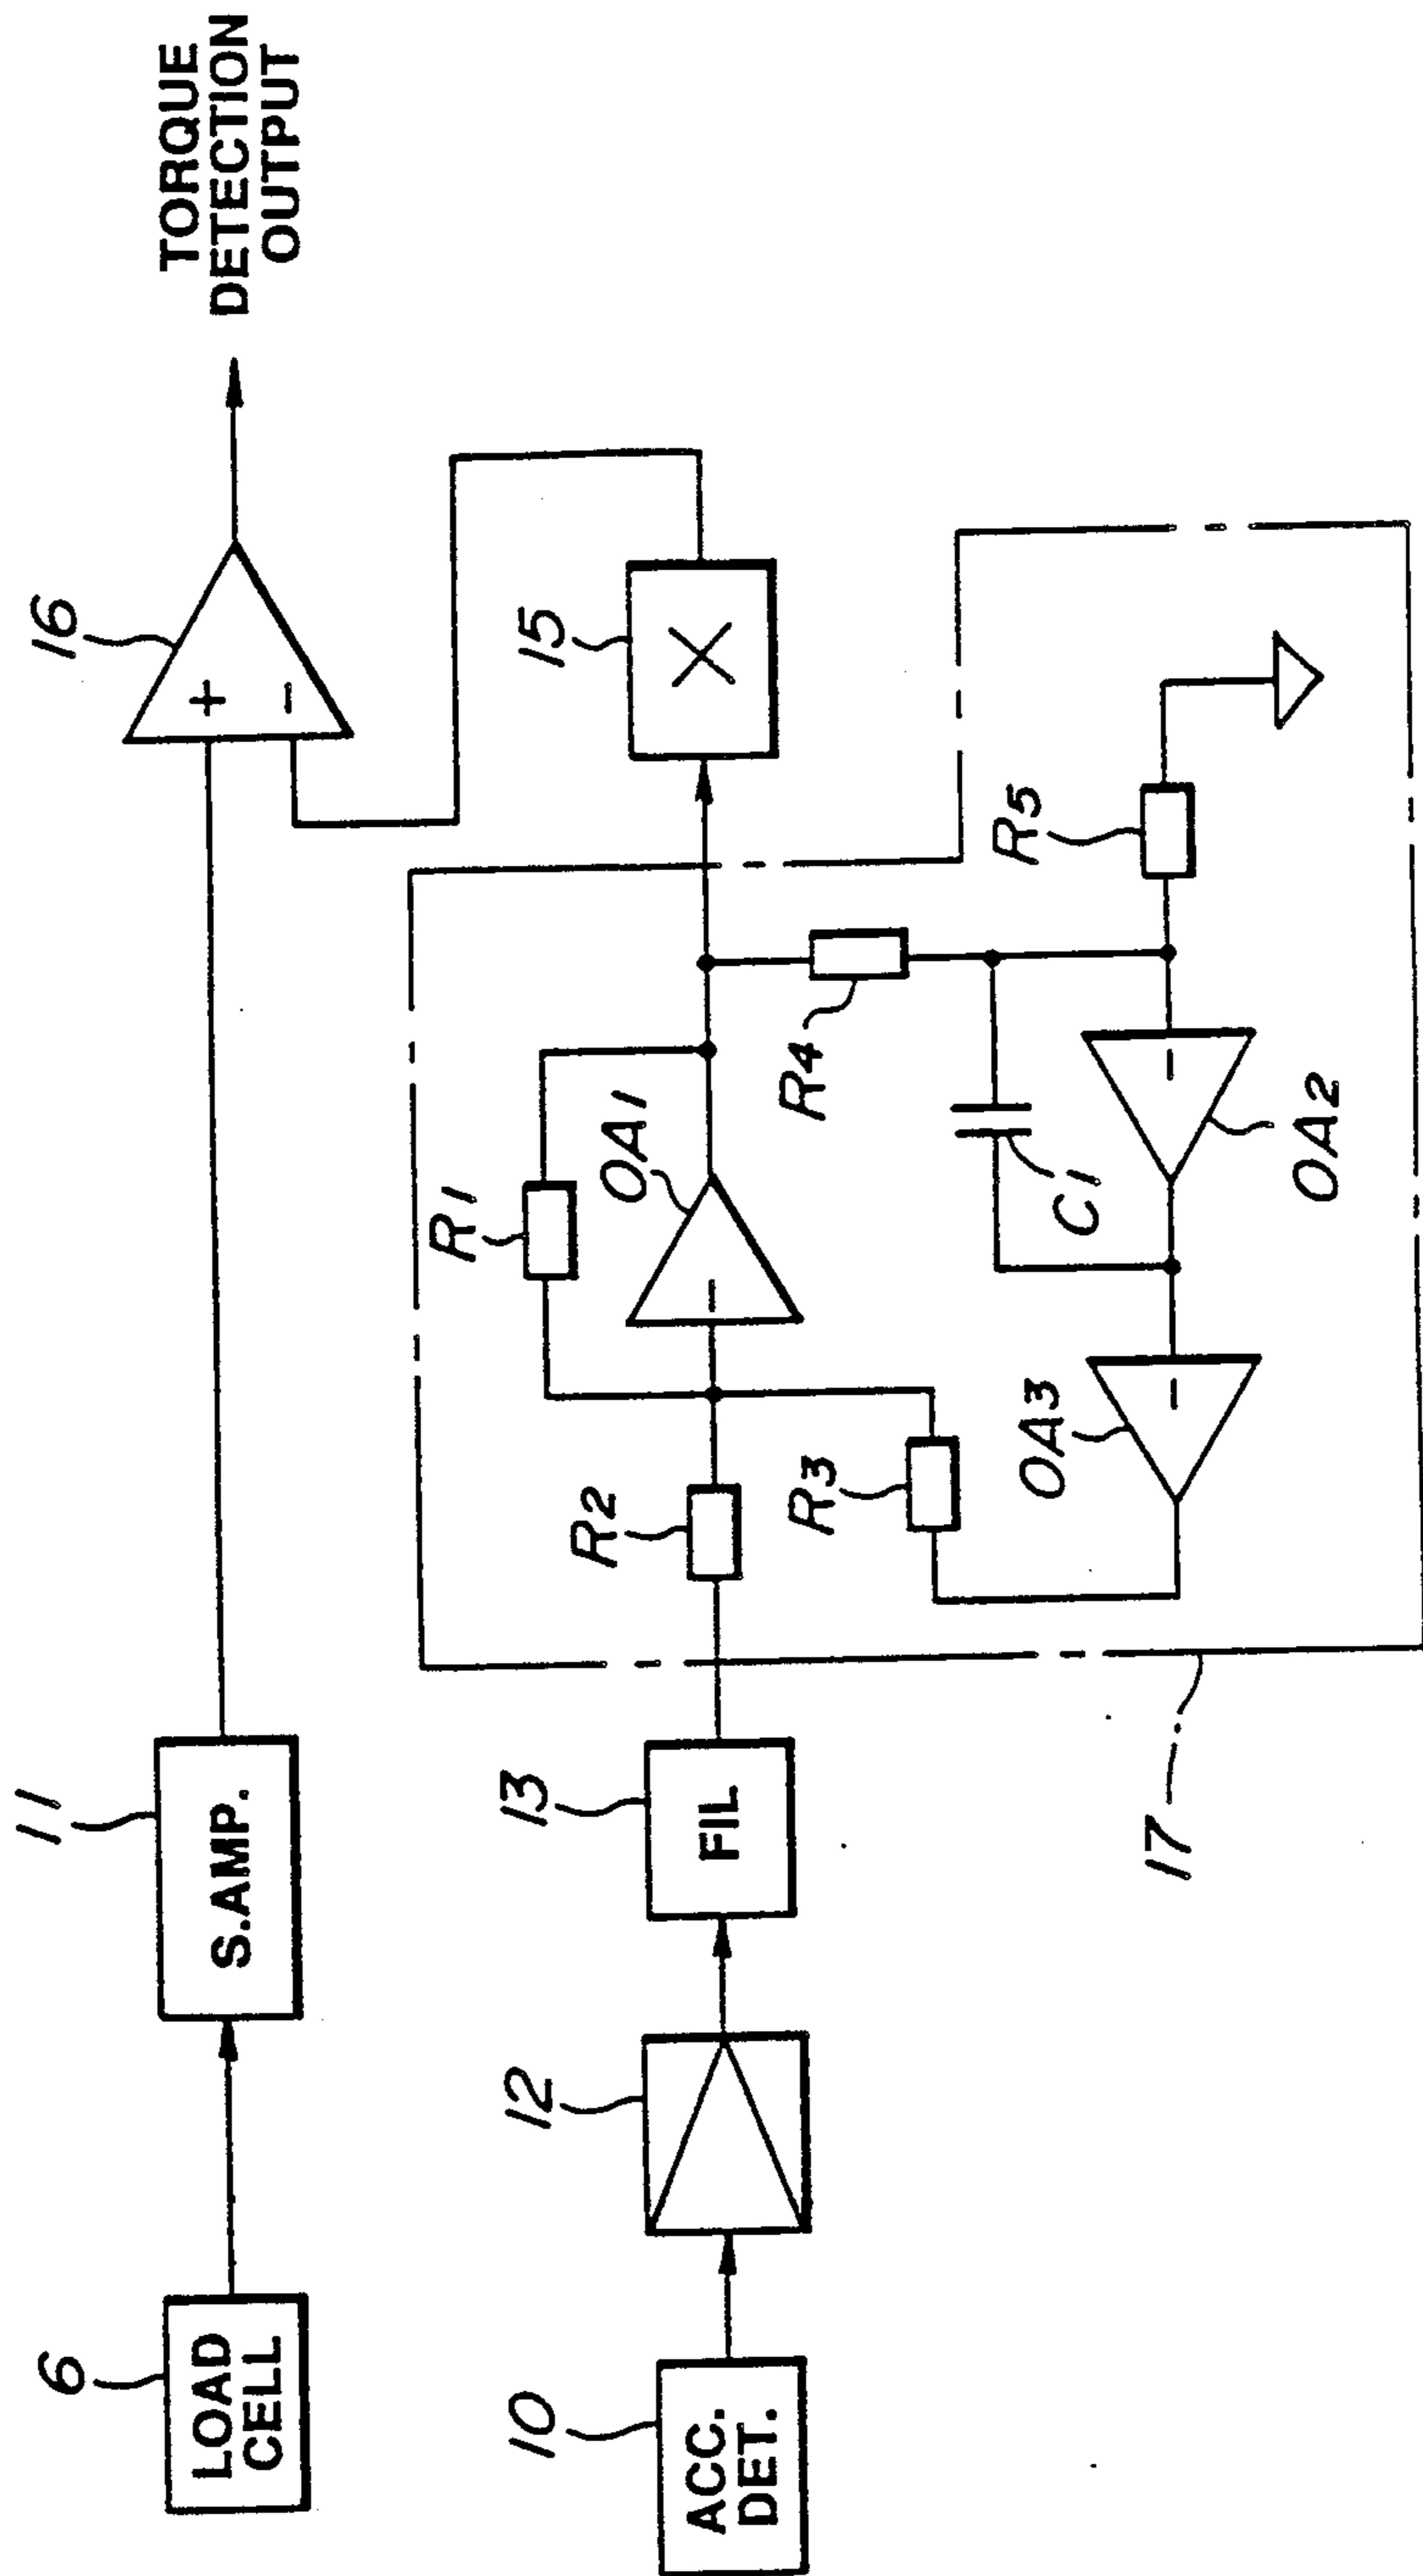 6
LOAD
CELL
11
S.AMP.
16
+
−
TORQUE
DETECTION
OUTPUT
10
ACC.
DET.
12
13
FIL
R2
R1
OA1
−
15
×
R3
OA3
−
C1
OA2
−
R4
R5
17